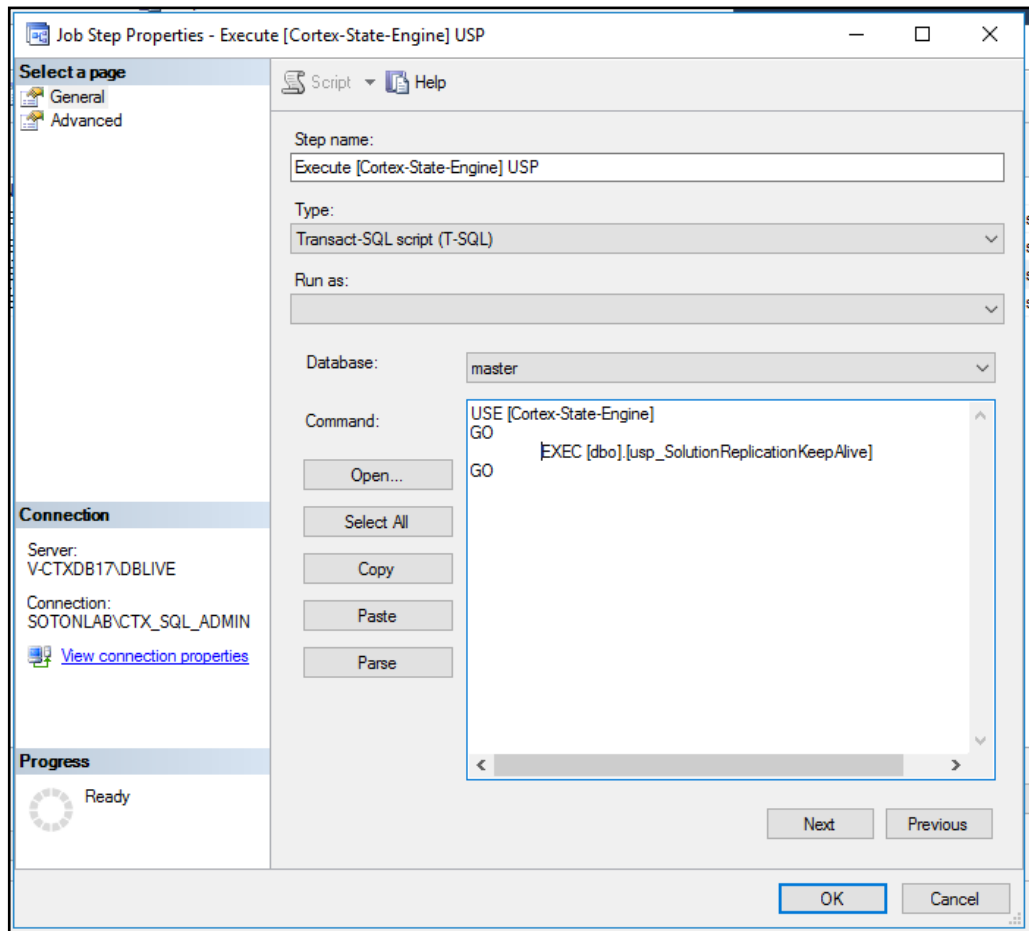 Job Step Properties - Execute [Cortex-State-Engine] USP
Select a page
General
Advanced
Script
Help
Step name:
Execute [Cortex-State-Engine] USP
Type:
Transact-SQL script (T-SQL)
Run as:
Database:
master
Command:
USE [Cortex-State-Engine]
GO
EXEC [dbo].[usp_SolutionReplicationKeepAlive]
GO
Open...
Select All
Copy
Paste
Parse
Connection
Server:
V-CTXDB17\DBLIVE
Connection:
SOTONLAB\CTX_SQL_ADMIN
View connection properties
Progress
Ready
Next
Previous
OK
Cancel